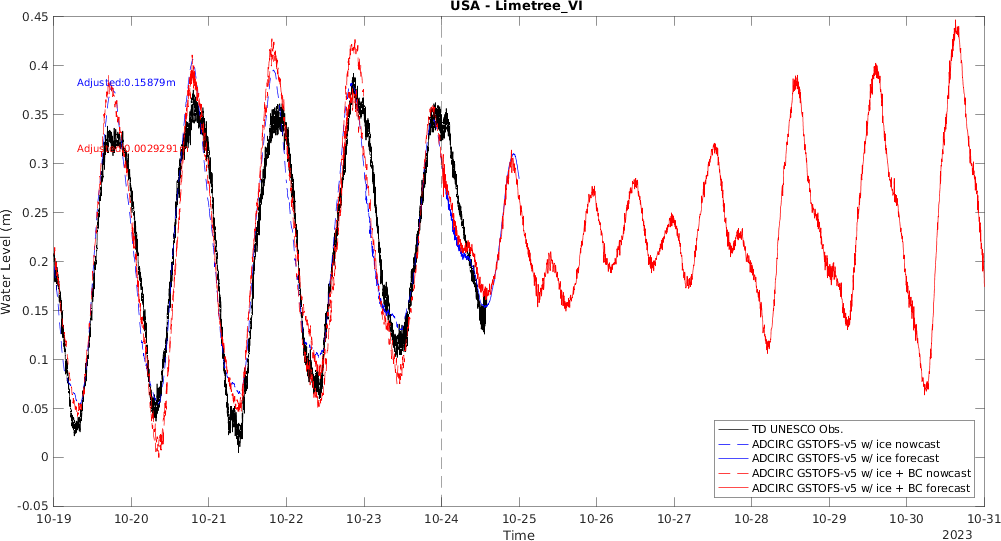 USA - Limetree_VI
0.45
0.4
0.35
0.3
0.25
0.2
0.15
0.1
0.05
0
-0.05
Water Level (m)
Adjusted:0.15879m
Adjusted:0.0029291
TD UNESCO Obs.
ADCIRC GSTOFS-v5 w/ ice nowcast
ADCIRC GSTOFS-v5 w/ ice forecast
ADCIRC GSTOFS-v5 w/ ice + BC nowcast
ADCIRC GSTOFS-v5 w/ ice + BC forecast
10-19 10-20 10-21 10-22 10-23 10-24 10-25 10-26 10-27 10-28 10-29 10-30 10-31
Time
2023